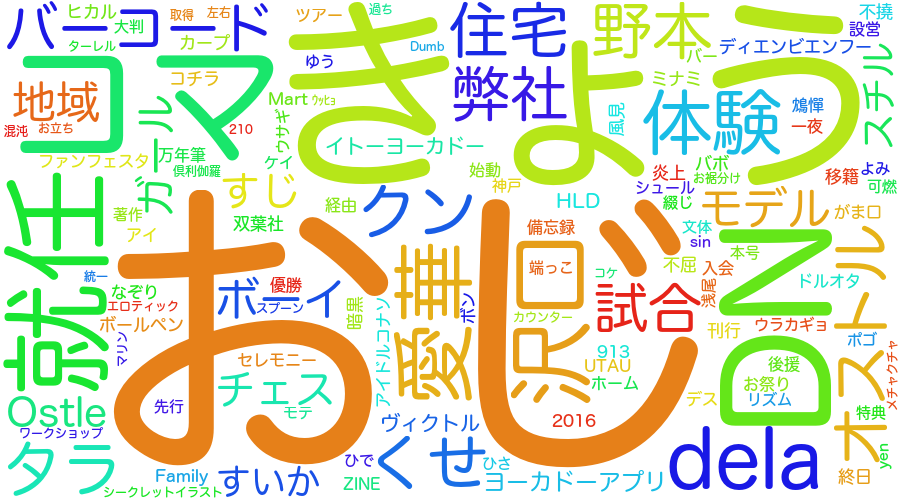 バーコード
ヒカル
大判
取得
左右
ターレル
カープ
ツアー
過ち
きょう
Dumb
住宅
野本
バー
ディエンビエンフー
不撓
設営
ロマ
地域
コチラ
ゆう
弊社
ミナミ
体験
鴆憚
一夜
スチル
混沌
お立ち
210
Mart
ウッヒョ
ウサギ
イトーヨーカドー
風見
ファンフェスタ
万年筆
倶利伽羅
ガール
ケイ
始動
神戸
炎上
バボ
お裾分け
移籍
よみ
可燃
シュール
綴じ
就任
すじ
クン
HLD
モデル
がま口
著作
アイ
双葉社
経由
備忘録
文体
sin
本号
統一
おじ
愛華
沢口
端っこ
コケ
不屈
入会
浅尾
DN
ドルオタ
オストル
なぞり
エロティック
ボーイ
優勝
スプーン
ボールペン
マリン
暗黒
ボン
カウンター
試合
刊行
ウラカギョ
ポゴ
セレモニー
アイドルコナン
913
UTAU
ホーム
後援
お祭り
リズム
メチャクチャ
チェス
モテ
Ostle
先行
ワークショップ
ヴィクトル
2016
デス
特典
yen
タラ
Family
シークレットイラスト
すいか
ひで
ZINE
くせ
ひさ
ヨーカドーアプリ
dela
終日